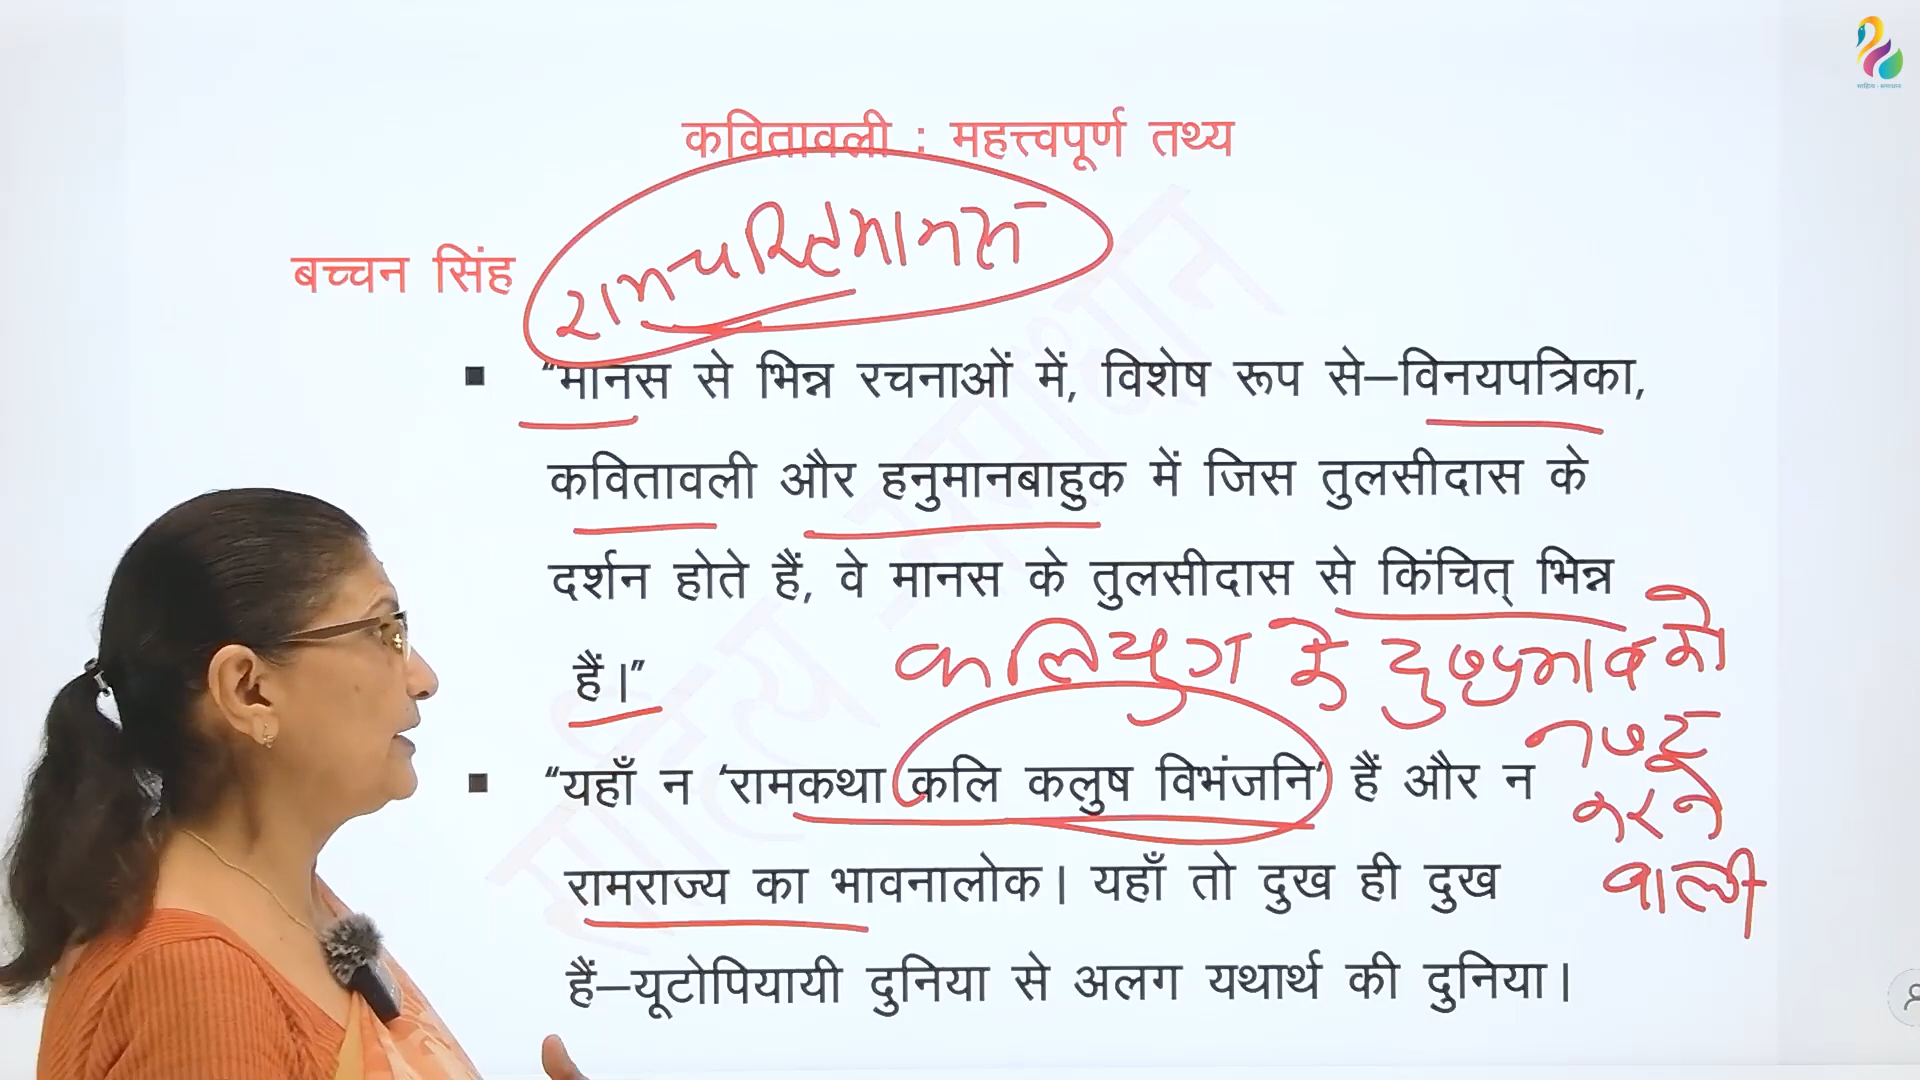 साहित्य - समाधान
कवितावली : महत्त्वपूर्ण तथ्य
रामचरितमानस
बच्चन सिंह
▪ “मानस से भिन्न रचनाओं में, विशेष रूप से—विनयपत्रिका,
कवितावली और हनुमानबाहुक में जिस तुलसीदास के
दर्शन होते हैं, वे मानस के तुलसीदास से किंचित् भिन्न
हैं।”
कलियुग के दुष्प्रभाव को
नष्ट
करने
वाली
▪ “यहाँ न ‘रामकथा कलि कलुष विभंजनि’ हैं और न
रामराज्य का भावनालोक। यहाँ तो दुख ही दुख
हैं—यूटोपियायी दुनिया से अलग यथार्थ की दुनिया।
साहित्य - समाधान